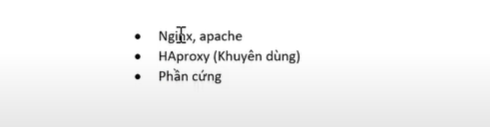 • Nginx, apache
• HAproxy (Khuyên dùng)
• Phần cứng